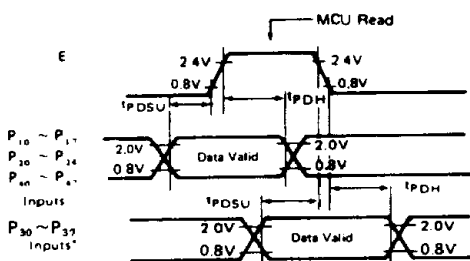 MCU Read
E
2.4V
2.4V
0.8V
0.8V
tPDSU
tPDH
P10 ~ P17
P20 ~ P24
P40 ~ P47
Inputs
2.0V
0.8V
Data Valid
2.0V
0.8V
tPDSU
tPDH
P30 ~ P37
Inputs*
2.0V
0.8V
Data Valid
2.0V
0.8V